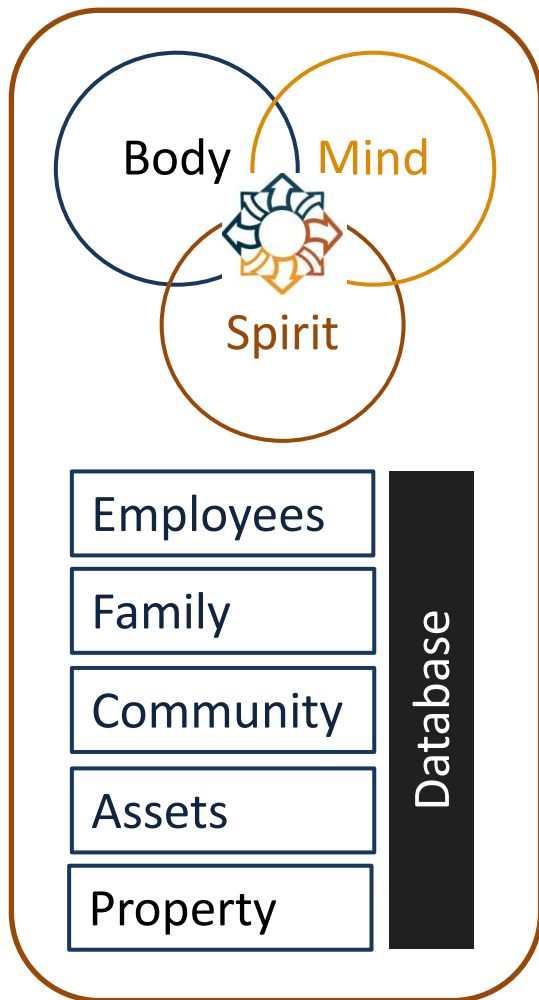 Body
Mind
Spirit
Employees
Family
Community
Assets
Property
Database